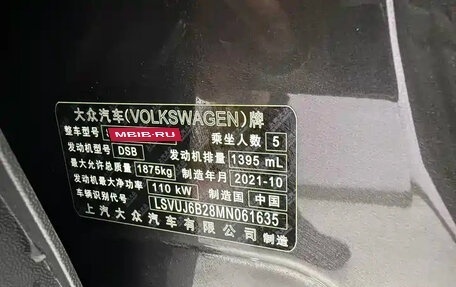 大众汽车(VOLKSWAGEN)牌
整车型号 MBIB.RU 乘坐人数 5
发动机型号 DSB 发动机排量 1395 mL
最大允许总质量 1875kg 制造年月 2021-10
发动机最大净功率 110 kW 制造国 中国
车辆识别代号 LSVUJ6B28MN061635
上汽大众汽车有限公司 制造